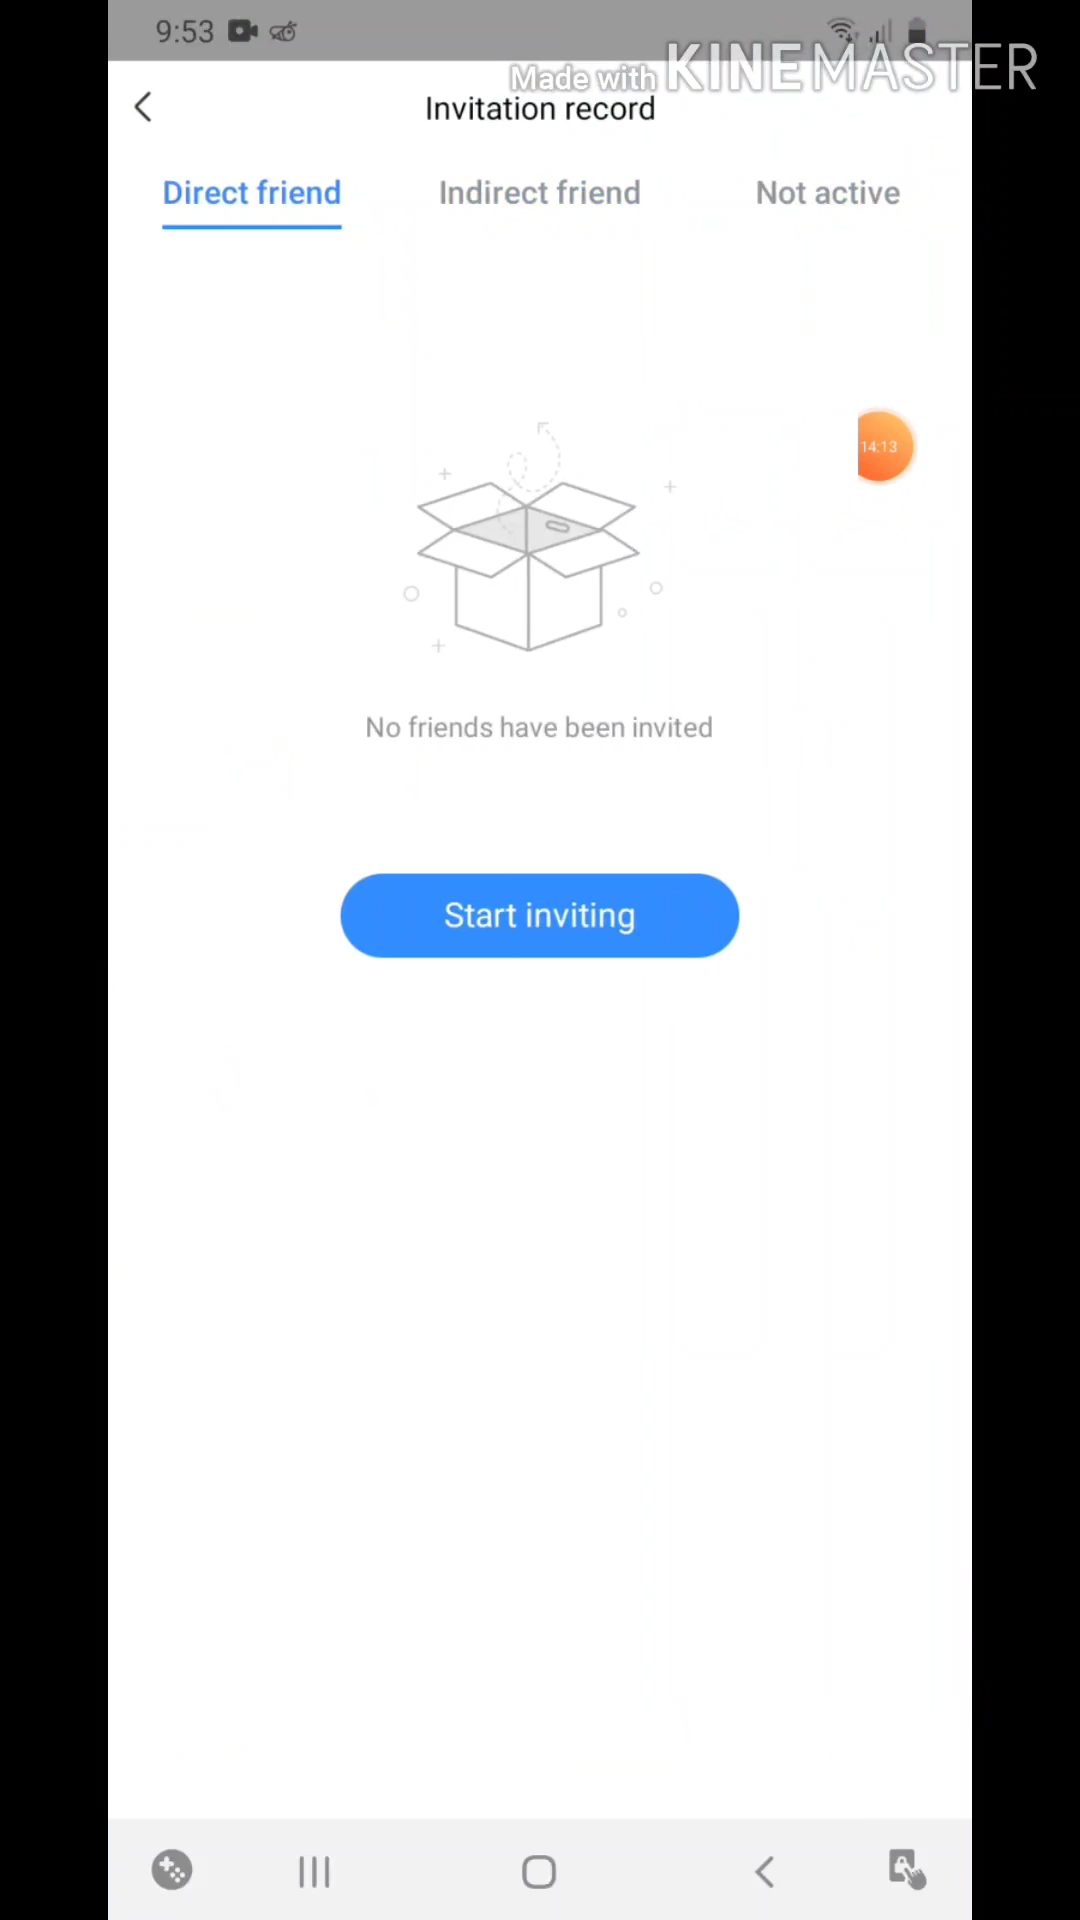 9:53
Made with KINEMASTER
Invitation record
Direct friend Indirect friend Not active
14:13
No friends have been invited
Start inviting